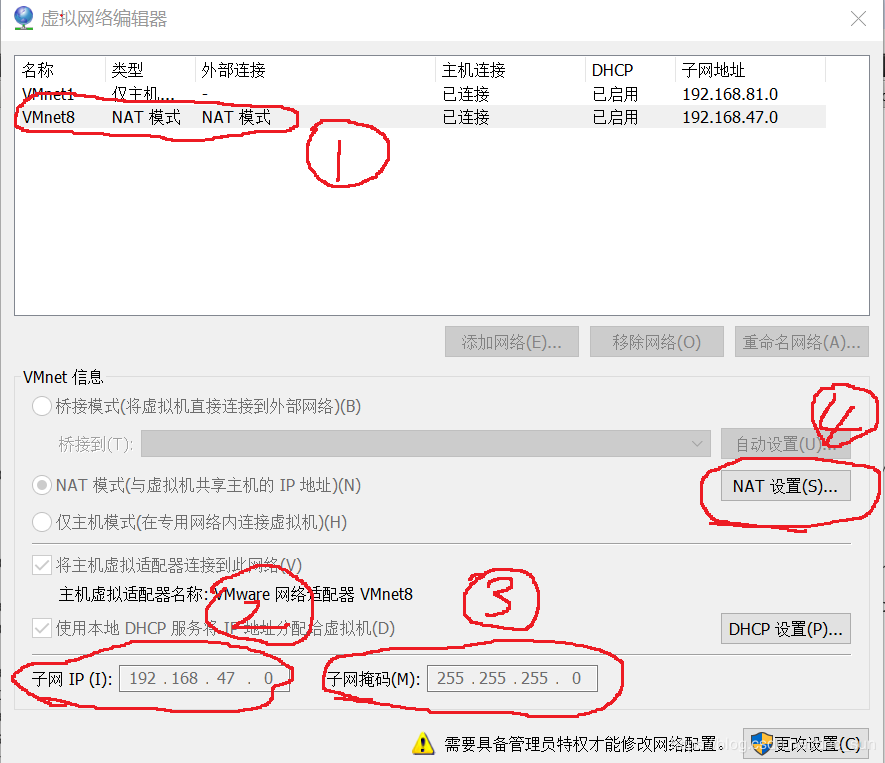 虚拟网络编辑器
名称 类型 外部连接 主机连接 DHCP 子网地址
VMnet1 仅主机... - 已连接 已启用 192.168.81.0
VMnet8 NAT 模式 NAT 模式 已连接 已启用 192.168.47.0
1
添加网络(E)... 移除网络(O) 重命名网络(A)...
VMnet 信息
桥接模式(将虚拟机直接连接到外部网络)(B)
4
桥接到(T): 自动设置(U)...
NAT 模式(与虚拟机共享主机的 IP 地址)(N) NAT 设置(S)...
仅主机模式(在专用网络内连接虚拟机)(H)
将主机虚拟适配器连接到此网络(V)
主机虚拟适配器名称: VMware 网络适配器 VMnet8
2 3
使用本地 DHCP 服务将 IP 地址分配给虚拟机(D) DHCP 设置(P)...
子网 IP (I): 192 .168 . 47 . 0 子网掩码(M): 255 .255 .255 . 0
需要具备管理员特权才能修改网络配置。 更改设置(C)